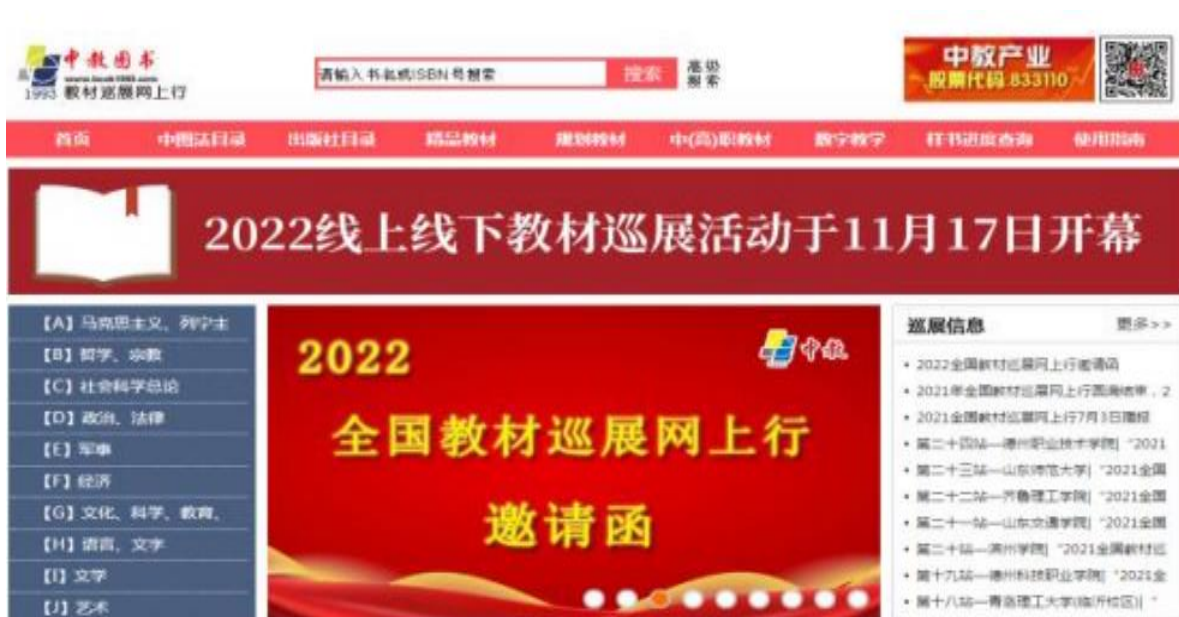 中教图书
1993 教材巡展网上行
请输入书名或ISBN号搜索
搜索
高级
搜索
中教产业
股票代码 833110
首页 中图法目录 出版社目录 精品教材 规划教材 中(高)职教材 数字教学 样书进度查询 使用指南
2022线上线下教材巡展活动于11月17日开幕
【A】马克思主义、列宁主
【B】哲学、宗教
【C】社会科学总论
【D】政治、法律
【E】军事
【F】经济
【G】文化、科学、教育、
【H】语言、文字
【I】文学
【J】艺术
2022
中教
全国教材巡展网上行
邀请函
巡展信息 更多>>
• 2022全国教材巡展网上行邀请函
• 2021年全国教材巡展网上行圆满结束，2
• 2021全国教材巡展网上行7月3日播报
• 第二十四站—德州职业技术学院| “2021
• 第二十三站—山东师范大学| “2021全国
• 第二十二站—齐鲁理工学院| “2021全国
• 第二十一站—山东交通学院| “2021全国
• 第二十站—滨州学院| “2021全国教材巡
• 第十九站—德州科技职业学院| “2021全
• 第十八站—青岛理工大学(临沂校区)| “